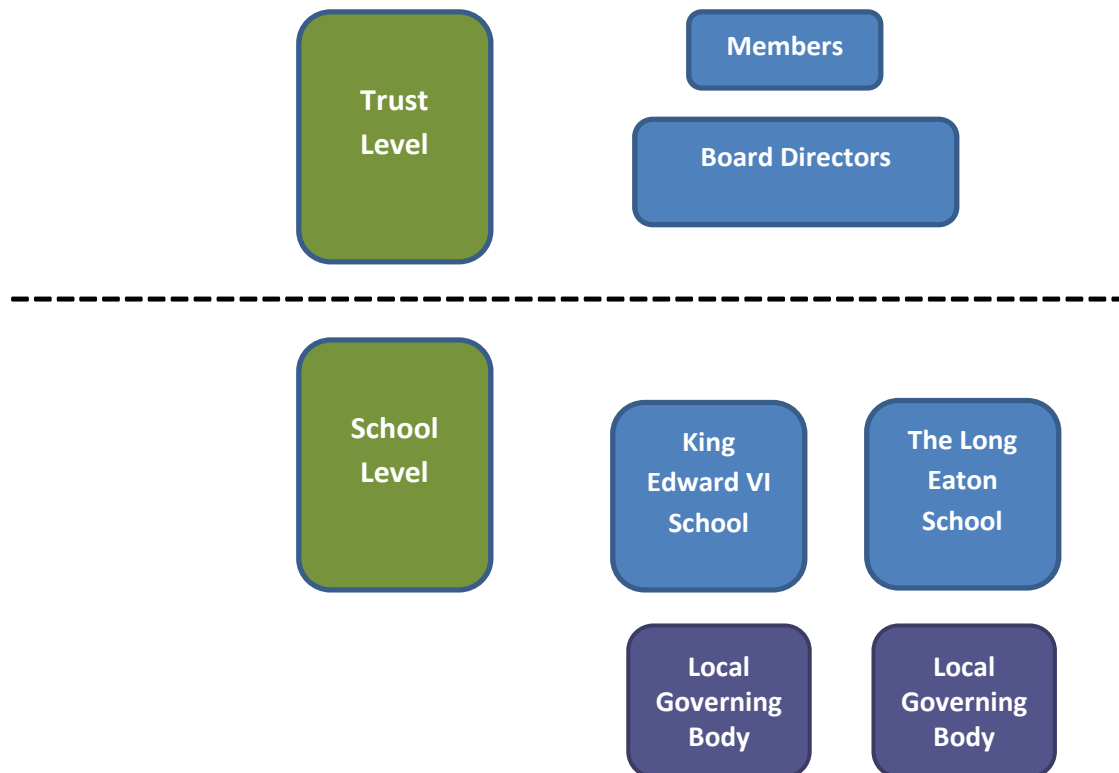 Trust
Level
Members
Board Directors
School
Level
King
Edward VI
School
The Long
Eaton
School
Local
Governing
Body
Local
Governing
Body